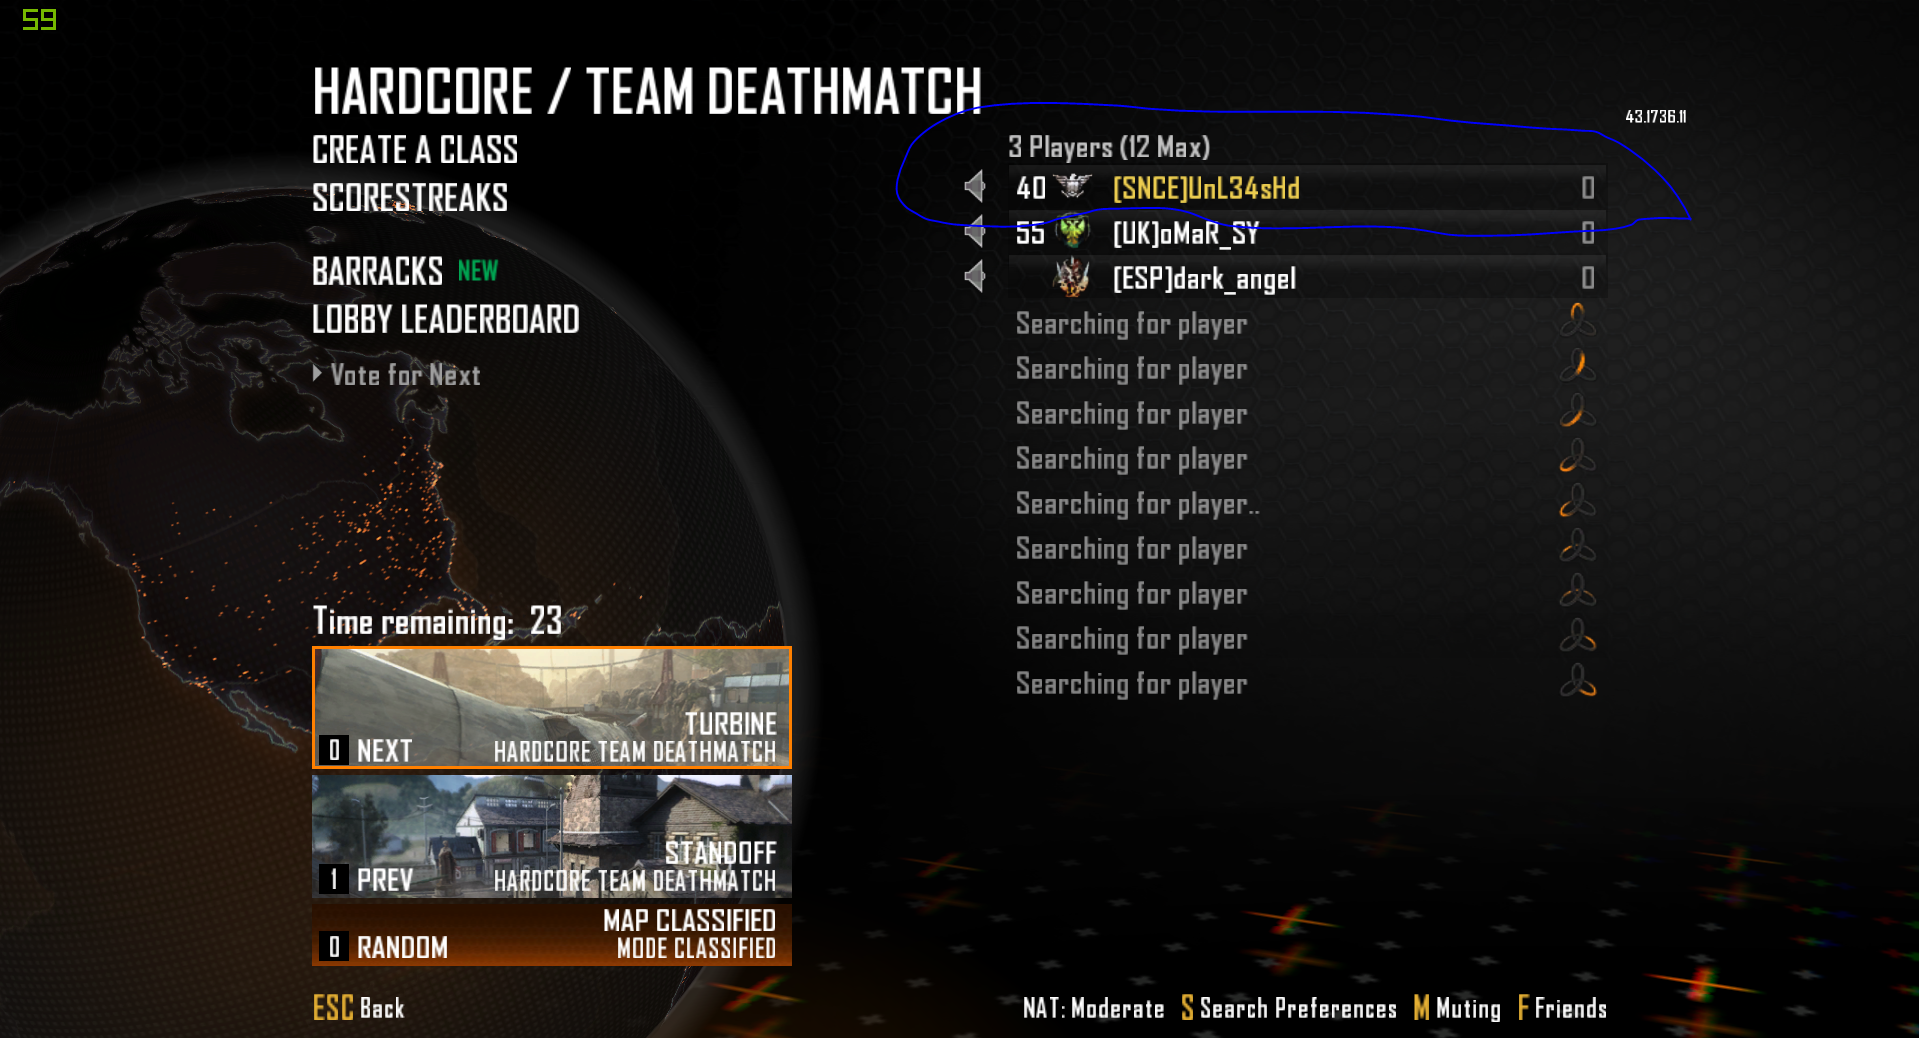 59
HARDCORE / TEAM DEATHMATCH
CREATE A CLASS
SCORESTREAKS
BARRACKS NEW
LOBBY LEADERBOARD
Vote for Next
43.1736.11
3 Players (12 Max)
40 [SNCE]UnL34sHd 0
55 [UK]oMaR_SY 0
[ESP]dark_angel 0
Searching for player
Searching for player
Searching for player
Searching for player
Searching for player..
Searching for player
Searching for player
Searching for player
Searching for player
Time remaining: 23
TURBINE
0 NEXT HARDCORE TEAM DEATHMATCH
STANDOFF
1 PREV HARDCORE TEAM DEATHMATCH
MAP CLASSIFIED
0 RANDOM MODE CLASSIFIED
ESC Back
NAT: Moderate S Search Preferences M Muting F Friends